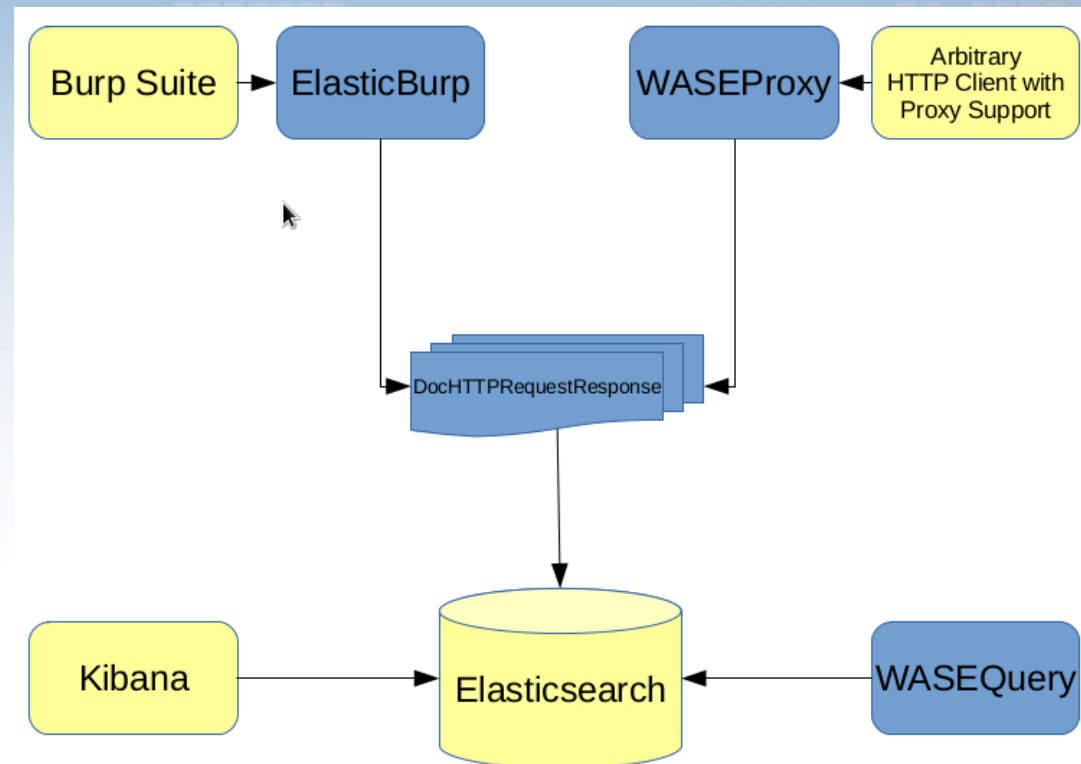 Burp Suite
ElasticBurp
WASEProxy
Arbitrary
HTTP Client with
Proxy Support
DocHTTPRequestResponse
Kibana
Elasticsearch
WASEQuery